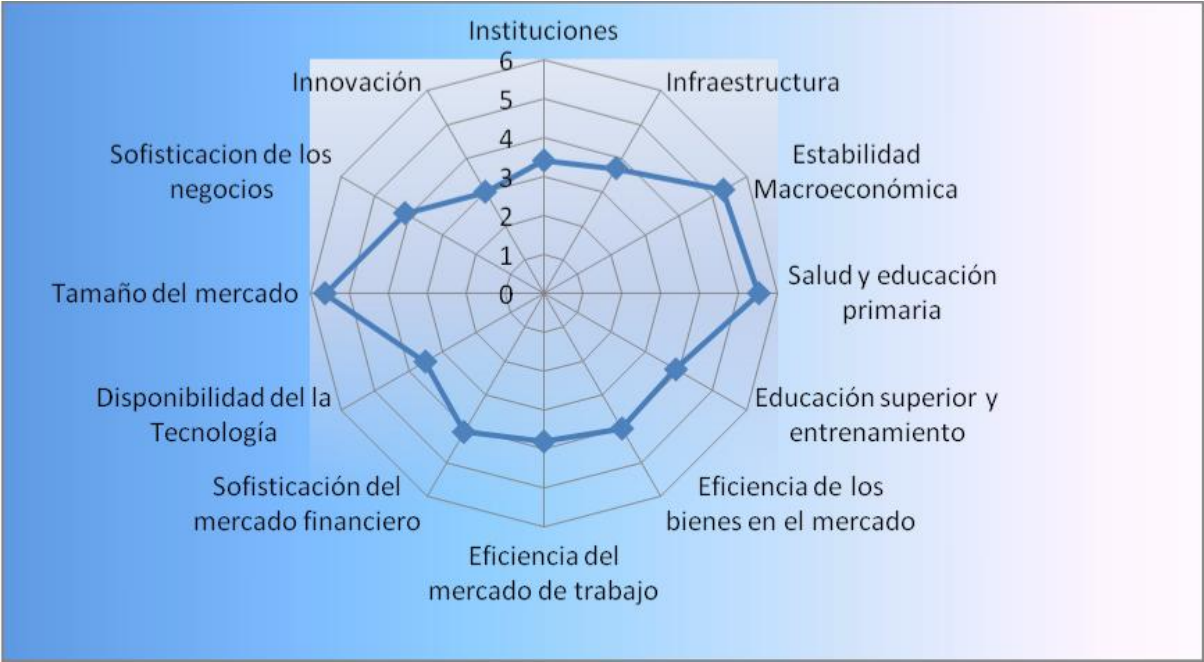 Instituciones
6
5
4
3
2
1
0
Infraestructura
Estabilidad
Macroeconómica
Salud y educación
primaria
Educación superior y
entrenamiento
Eficiencia de los
bienes en el mercado
Eficiencia del
mercado de trabajo
Sofisticación del
mercado financiero
Disponibilidad del la
Tecnología
Tamaño del mercado
Sofisticacion de los
negocios
Innovación